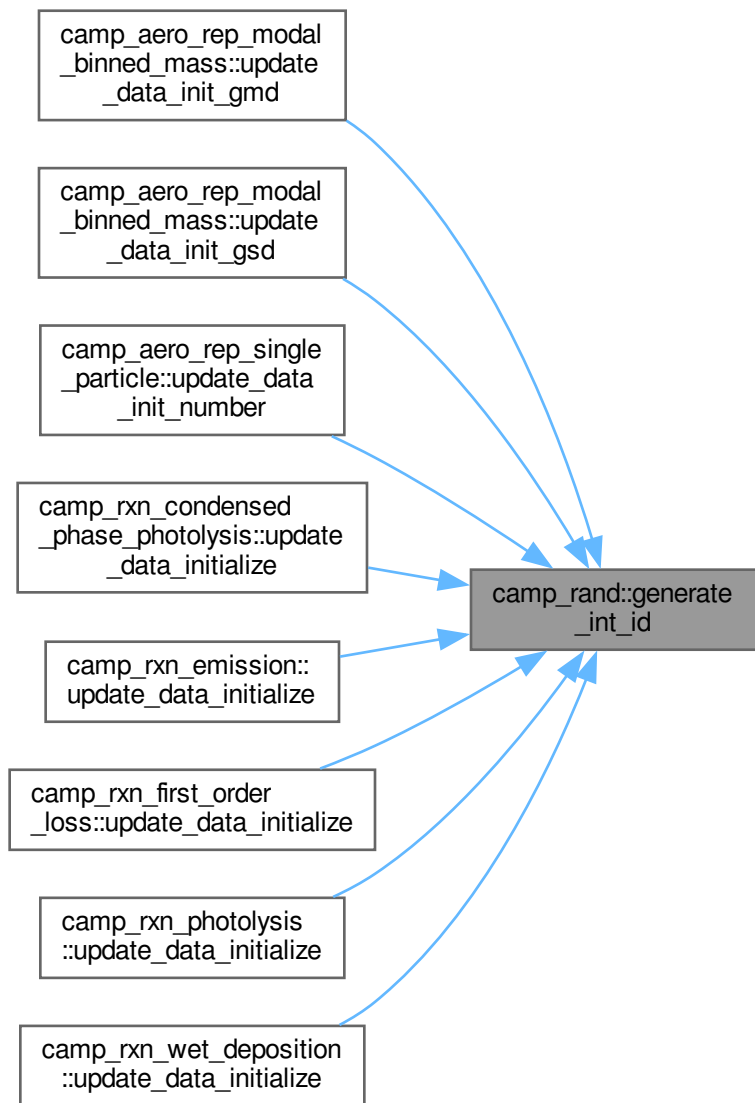 camp_aero_rep_modal
_binned_mass::update
_data_init_gmd
camp_aero_rep_modal
_binned_mass::update
_data_init_gsd
camp_aero_rep_single
_particle::update_data
_init_number
camp_rxn_condensed
_phase_photolysis::update
_data_initialize
camp_rand::generate
_int_id
camp_rxn_emission::
update_data_initialize
camp_rxn_first_order
_loss::update_data_initialize
camp_rxn_photolysis
::update_data_initialize
camp_rxn_wet_deposition
::update_data_initialize